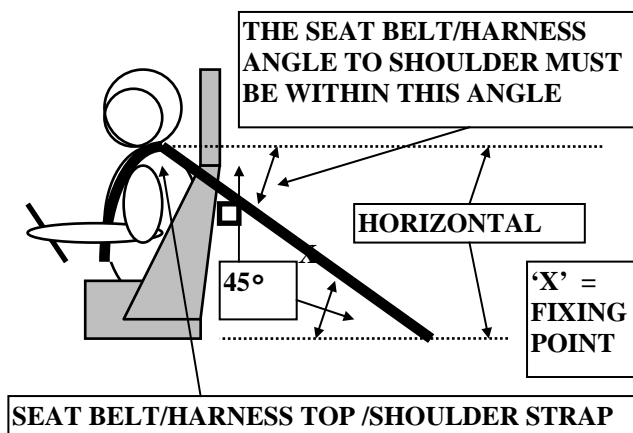 THE SEAT BELT/HARNESS
ANGLE TO SHOULDER MUST
BE WITHIN THIS ANGLE
HORIZONTAL
X
45°
‘X’ =
FIXING
POINT
SEAT BELT/HARNESS TOP /SHOULDER STRAP